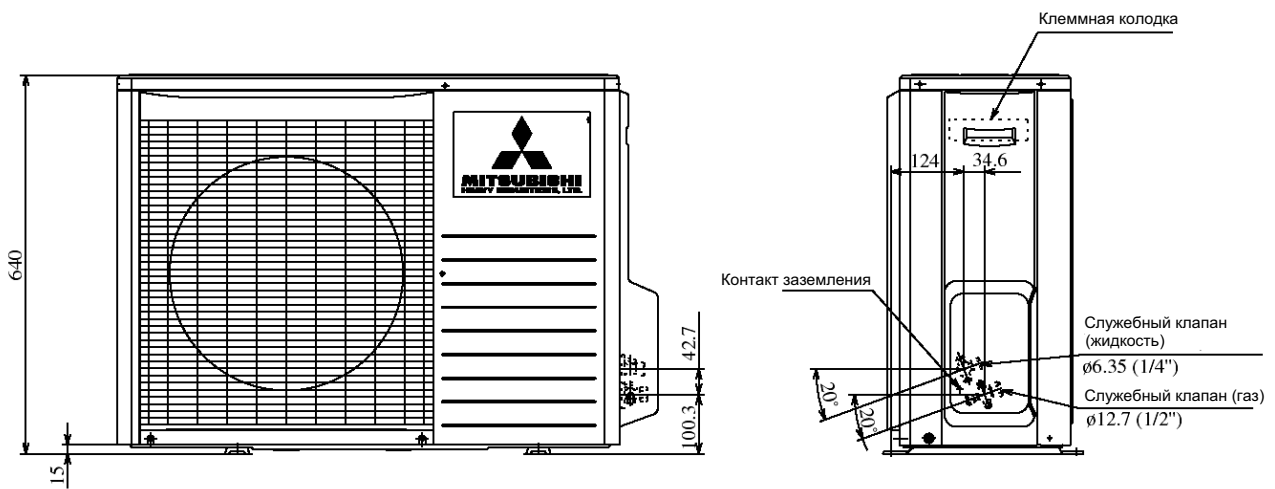 Клеммная колодка
MITSUBISHI
HEAVY INDUSTRIES, LTD.
124
34.6
640
Контакт заземления
42.7
Служебный клапан
(жидкость)
ø6.35 (1/4")
20°
20°
Служебный клапан (газ)
ø12.7 (1/2")
100.3
15